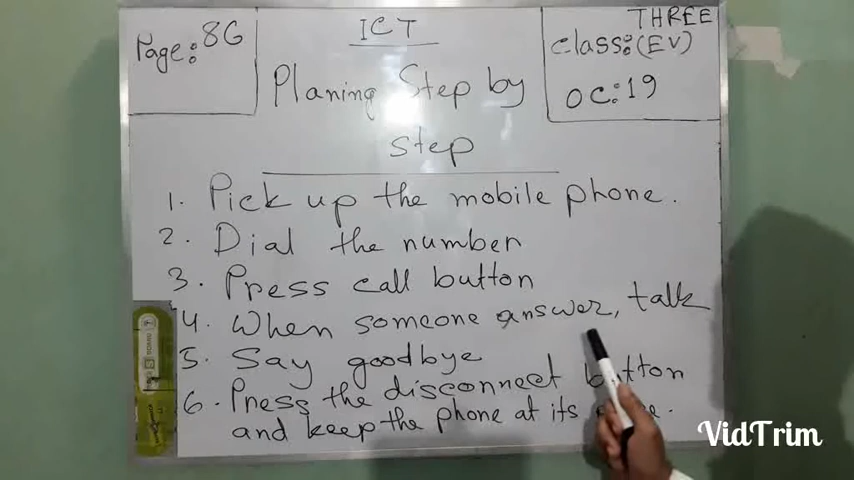 Page: 86
ICT
THREE
Class: (EV)
OC: 19
Planing Step by
step
1. Pick up the mobile phone.
2. Dial the number
3. Press call button
4. When someone answer, talk
5. Say goodbye
6. Press the disconnect button
and keep the phone at its
VidTrim